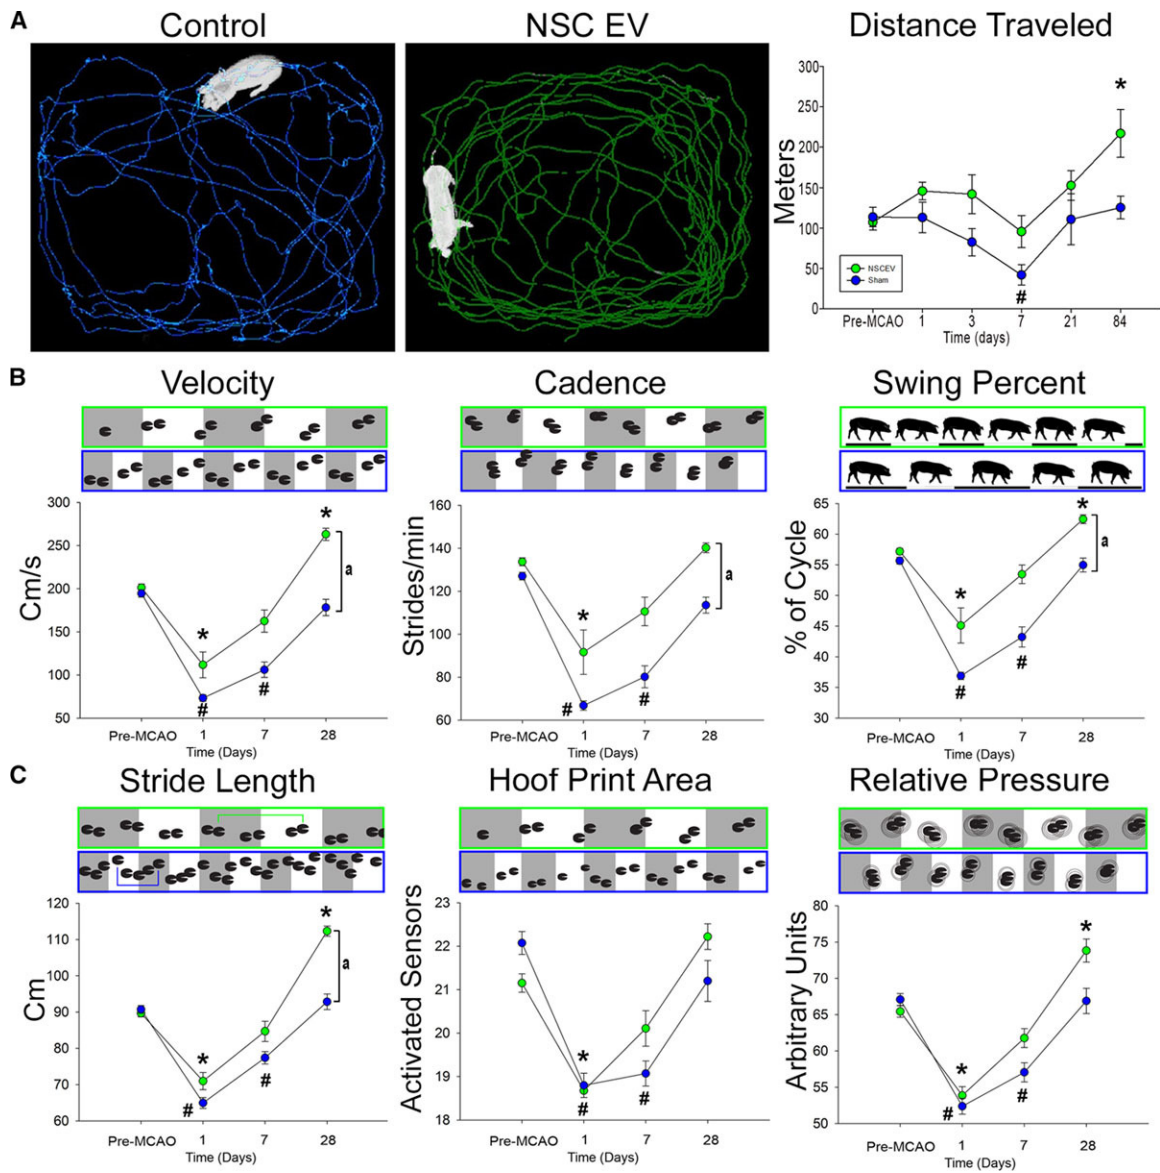 A
Control
NSC EV
Distance Traveled
Meters
300
250
200
150
100
50
0
NSCEV
Sham
*
#
Pre-MCAO 1 3 7 21 84
Time (days)
B
Velocity
Cadence
Swing Percent
Cm/s
300
250
200
150
100
50
*
*
#
#
a
Pre-MCAO 1 7 28
Time (Days)
Strides/min
140
120
100
80
60
*
#
#
a
Pre-MCAO 1 7 28
Time (Days)
% of Cycle
65
60
55
50
45
40
35
30
*
*
#
#
a
Pre-MCAO 1 7 28
Time (Days)
C
Stride Length
Hoof Print Area
Relative Pressure
Cm
120
110
100
90
80
70
60
*
*
#
#
a
Pre-MCAO 1 7 28
Time (Days)
Activated Sensors
23
22
21
20
19
18
*
#
#
Pre-MCAO 1 7 28
Time (Days)
Arbitrary Units
80
75
70
65
60
55
50
*
*
#
#
Pre-MCAO 1 7 28
Time (Days)